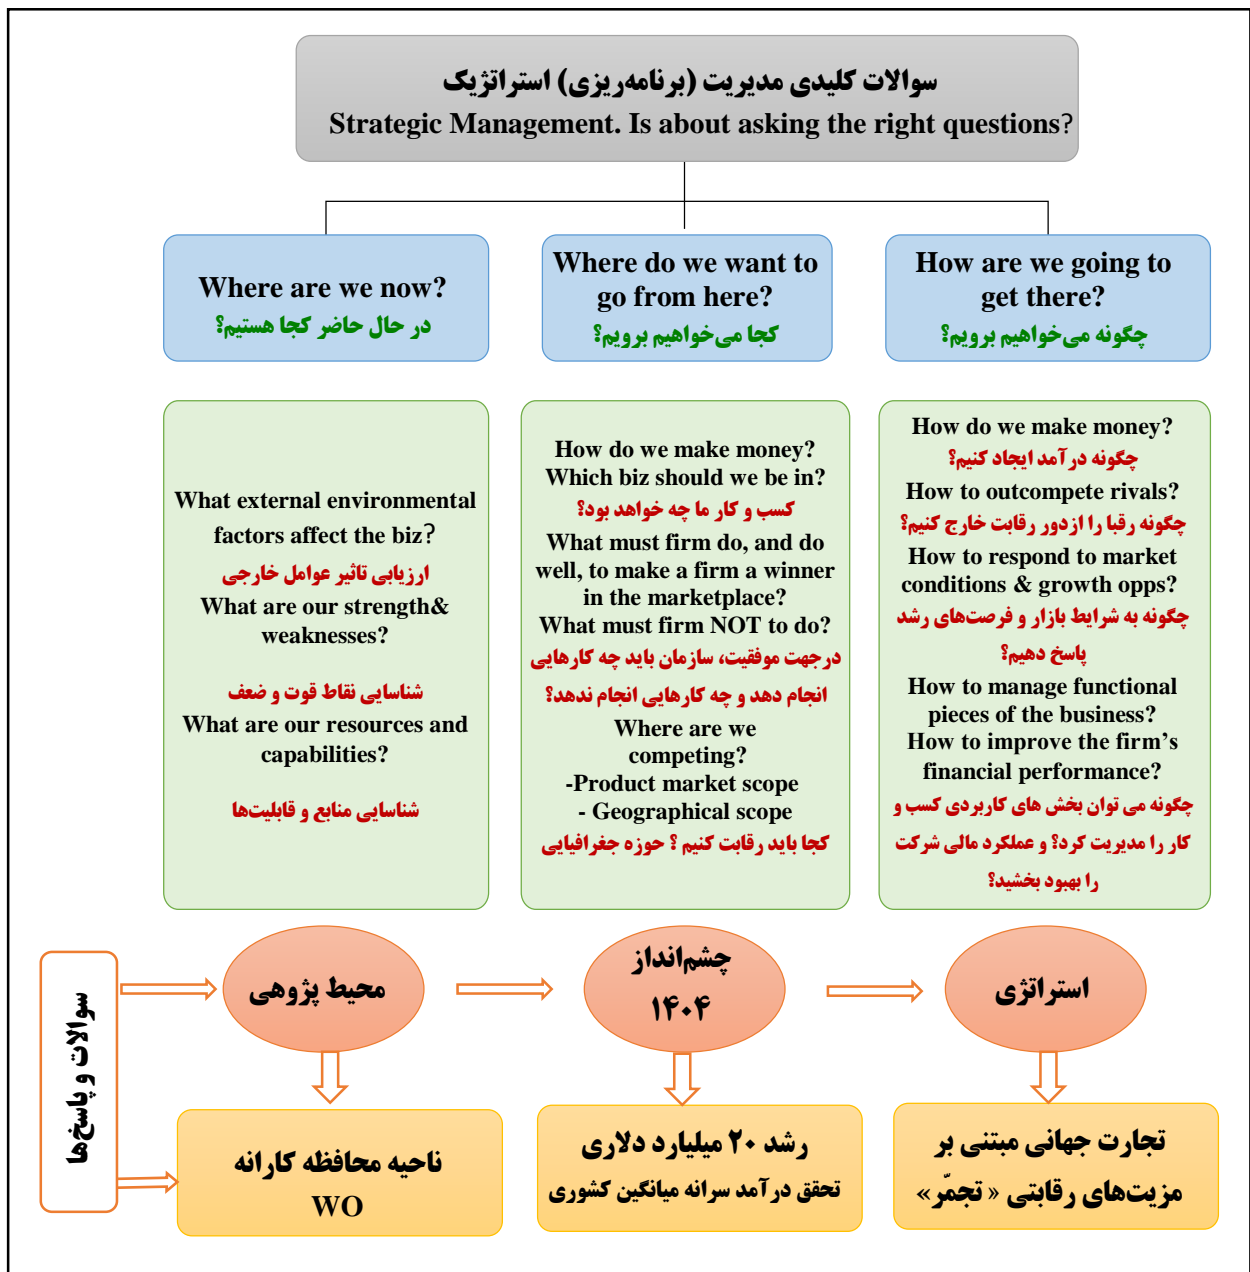 سوالات کلیدی مدیریت (برنامه‌ریزی) استراتژیک
Strategic Management. Is about asking the right questions?
Where are we now?
در حال حاضر کجا هستیم؟
Where do we want to
go from here?
کجا می‌خواهیم برویم؟
How are we going to
get there?
چگونه می‌خواهیم برویم؟
What external environmental
factors affect the biz?
ارزیابی تاثیر عوامل خارجی
What are our strength&
weaknesses?
شناسایی نقاط قوت و ضعف
What are our resources and
capabilities?
شناسایی منابع و قابلیت‌ها
How do we make money?
Which biz should we be in?
کسب و کار ما چه خواهد بود؟
What must firm do, and do
well, to make a firm a winner
in the marketplace?
What must firm NOT to do?
درجهت موفقیت، سازمان باید چه کارهایی
انجام دهد و چه کارهایی انجام ندهد؟
Where are we
competing?
-Product market scope
- Geographical scope
کجا باید رقابت کنیم ؟ حوزه جغرافیایی
How do we make money?
چگونه درآمد ایجاد کنیم؟
How to outcompete rivals?
چگونه رقبا را ازدور رقابت خارج کنیم؟
How to respond to market
conditions & growth opps?
چگونه به شرایط بازار و فرصت‌های رشد
پاسخ دهیم؟
How to manage functional
pieces of the business?
How to improve the firm’s
financial performance?
چگونه می توان بخش های کاربردی کسب و
کار را مدیریت کرد؟ و عملکرد مالی شرکت
را بهبود بخشید؟
سوالات و پاسخ‌ها
محیط پژوهی
چشم‌انداز
۱۴۰۴
استراتژی
ناحیه محافظه کارانه
WO
رشد ۲۰ میلیارد دلاری
تحقق درآمد سرانه میانگین کشوری
تجارت جهانی مبتنی بر
مزیت‌های رقابتی « تجمّر»